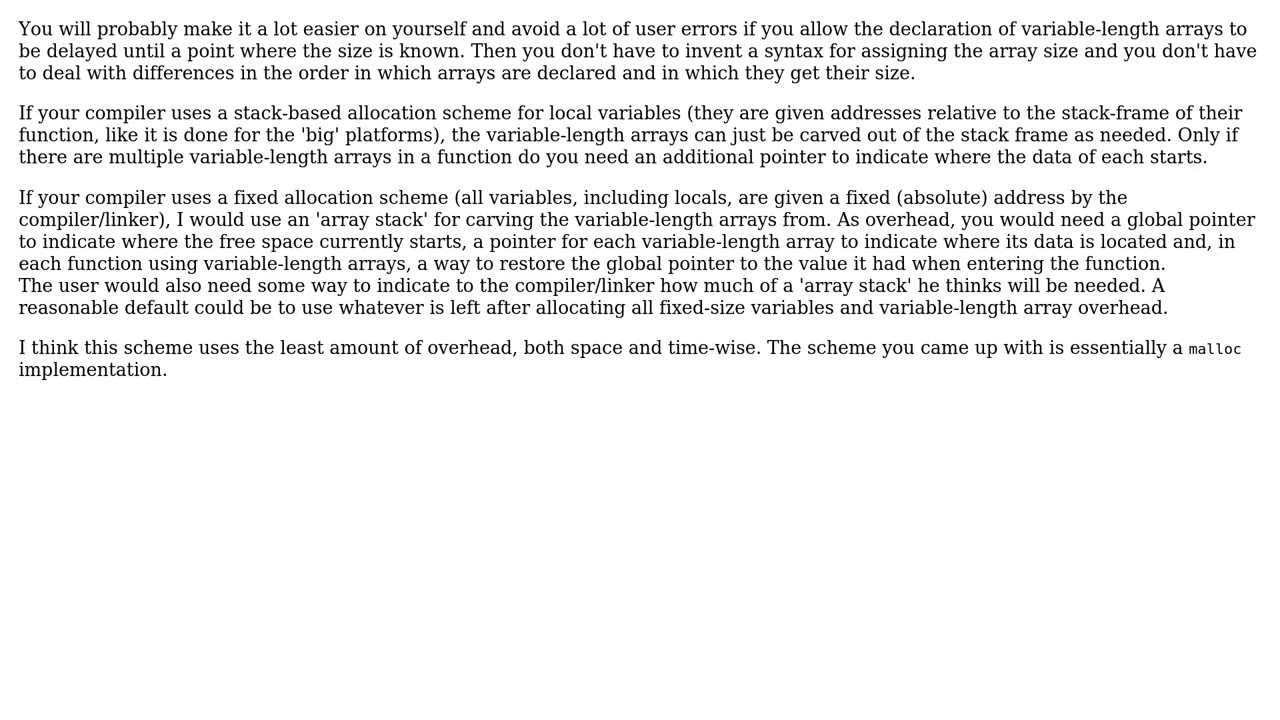 You will probably make it a lot easier on yourself and avoid a lot of user errors if you allow the declaration of variable-length arrays to
be delayed until a point where the size is known. Then you don't have to invent a syntax for assigning the array size and you don't have
to deal with differences in the order in which arrays are declared and in which they get their size.
If your compiler uses a stack-based allocation scheme for local variables (they are given addresses relative to the stack-frame of their
function, like it is done for the 'big' platforms), the variable-length arrays can just be carved out of the stack frame as needed. Only if
there are multiple variable-length arrays in a function do you need an additional pointer to indicate where the data of each starts.
If your compiler uses a fixed allocation scheme (all variables, including locals, are given a fixed (absolute) address by the
compiler/linker), I would use an 'array stack' for carving the variable-length arrays from. As overhead, you would need a global pointer
to indicate where the free space currently starts, a pointer for each variable-length array to indicate where its data is located and, in
each function using variable-length arrays, a way to restore the global pointer to the value it had when entering the function.
The user would also need some way to indicate to the compiler/linker how much of a 'array stack' he thinks will be needed. A
reasonable default could be to use whatever is left after allocating all fixed-size variables and variable-length array overhead.
I think this scheme uses the least amount of overhead, both space and time-wise. The scheme you came up with is essentially a malloc
implementation.